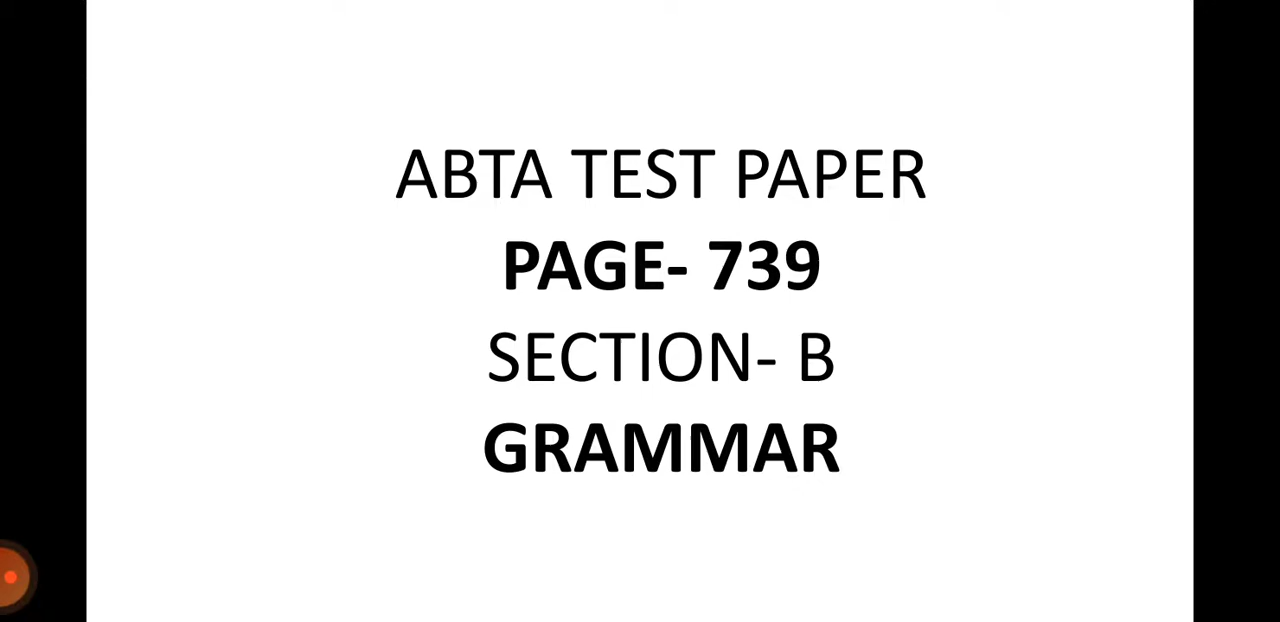 ABTA TEST PAPER
PAGE- 739
SECTION- B
GRAMMAR